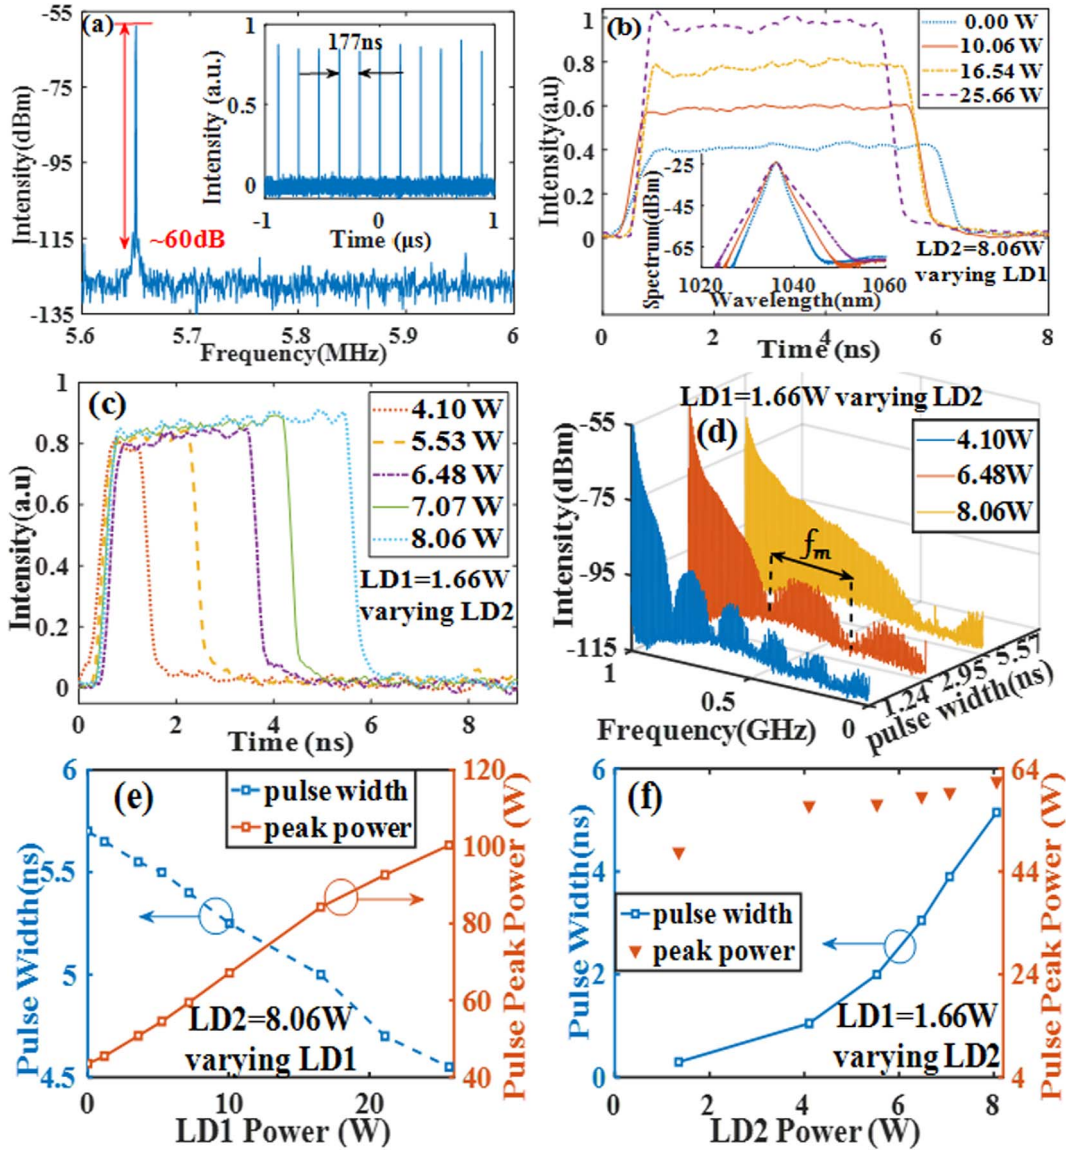 (a)
Intensity(dBm)
-55
-75
-95
-115
-135
~60dB
5.6
5.7
5.8
5.9
6
Frequency(MHz)
Intensity (a.u.)
1
0.5
0
177ns
-1
0
1
Time (μs)
(b)
Intensity(a.u)
1
0.8
0.6
0.4
0.2
0
0.00 W
10.06 W
16.54 W
25.66 W
Spectrum(dBm)
-25
-45
-65
1020
1040
1060
Wavelength(nm)
LD2=8.06W
varying LD1
0
2
4
6
8
Time (ns)
(c)
Intensity(a.u)
1
0.8
0.6
0.4
0.2
0
4.10 W
5.53 W
6.48 W
7.07 W
8.06 W
LD1=1.66W
varying LD2
0
2
4
6
8
Time (ns)
LD1=1.66W varying LD2
(d)
Intensity(dBm)
-55
-75
-95
-115
4.10W
6.48W
8.06W
fm
1
0.5
0
Frequency(GHz)
1.24
2.95
5.57
pulse width(ns)
(e)
Pulse Width(ns)
6
5.5
5
4.5
pulse width
peak power
120
100
80
60
40
Pulse Peak Power (W)
LD2=8.06W
varying LD1
0
10
20
LD1 Power (W)
(f)
Pulse Width(ns)
6
4
2
0
pulse width
peak power
64
44
24
4
Pulse Peak Power (W)
LD1=1.66W
varying LD2
0
2
4
6
8
LD2 Power (W)